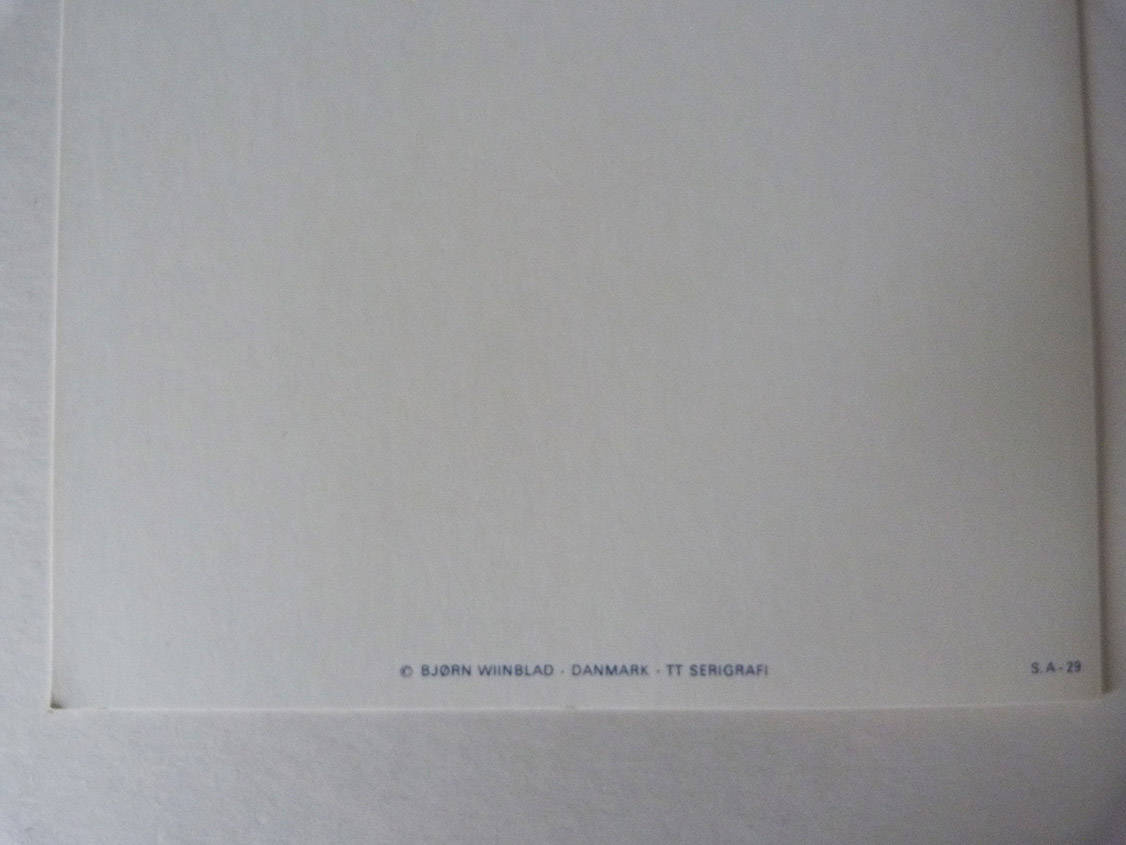 © BJØRN WIINBLAD · DANMARK · TT SERIGRAFI
S.A-29